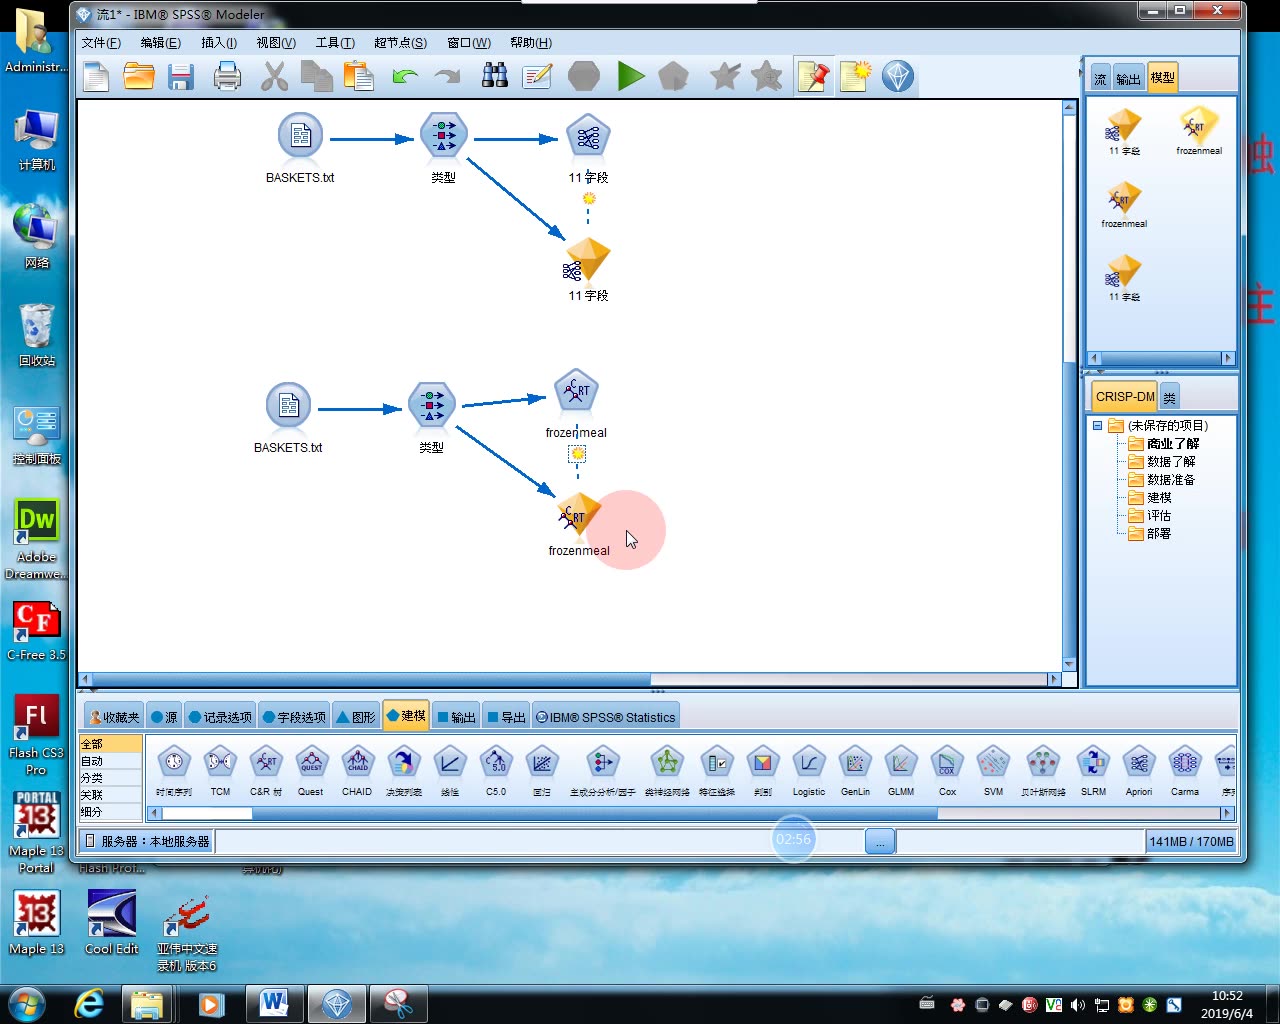 流1* - IBM® SPSS® Modeler
文件(F) 编辑(E) 插入(I) 视图(V) 工具(T) 超节点(S) 窗口(W) 帮助(H)
Administr...
计算机
网络
回收站
控制面板
Adobe
Dreamwe...
C-Free 3.5
Flash CS3
Pro
Maple 13
Portal
Maple 13
Cool Edit
亚伟中文速
录机 版本6
BASKETS.txt
类型
11 字段
11 字段
BASKETS.txt
类型
frozenmeal
frozenmeal
流 输出 模型
11 字段
frozenmeal
frozenmeal
11 字段
CRISP-DM 类
(未保存的项目)
商业了解
数据了解
数据准备
建模
评估
部署
独
主
收藏夹 源 记录选项 字段选项 图形 建模 输出 导出 IBM® SPSS® Statistics
全部
自动
分类
关联
细分
时间序列 TCM C&R 树 Quest CHAID 决策列表 线性 C5.0 回归 主成分分析/因子 类神经网络 特征选择 判别 Logistic GenLin GLMM Cox SVM 贝叶斯网络 SLRM Apriori Carma
服务器：本地服务器
02:56
...
141MB / 170MB
10:52
2019/6/4